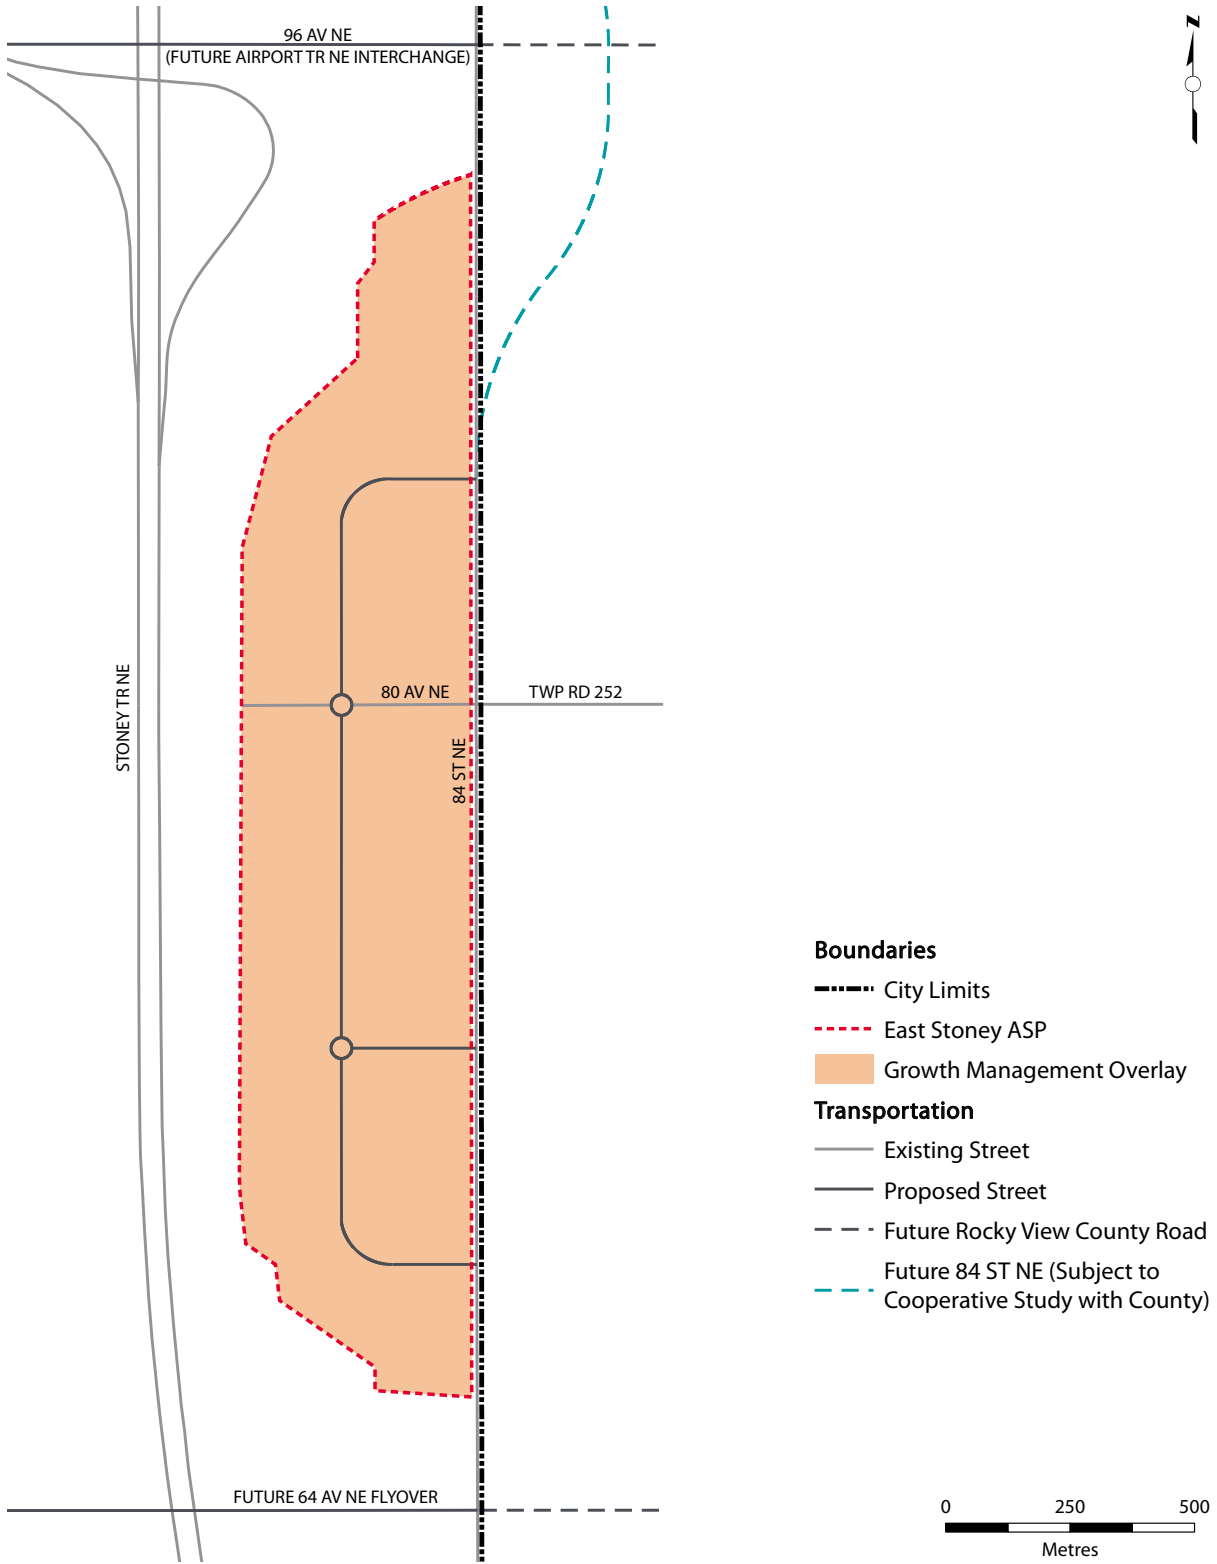 96 AV NE
(FUTURE AIRPORT TR NE INTERCHANGE)
N
STONEY TR NE
80 AV NE
TWP RD 252
84 ST NE
FUTURE 64 AV NE FLYOVER
Boundaries
City Limits
East Stoney ASP
Growth Management Overlay
Transportation
Existing Street
Proposed Street
Future Rocky View County Road
Future 84 ST NE (Subject to
Cooperative Study with County)
0 250 500
Metres